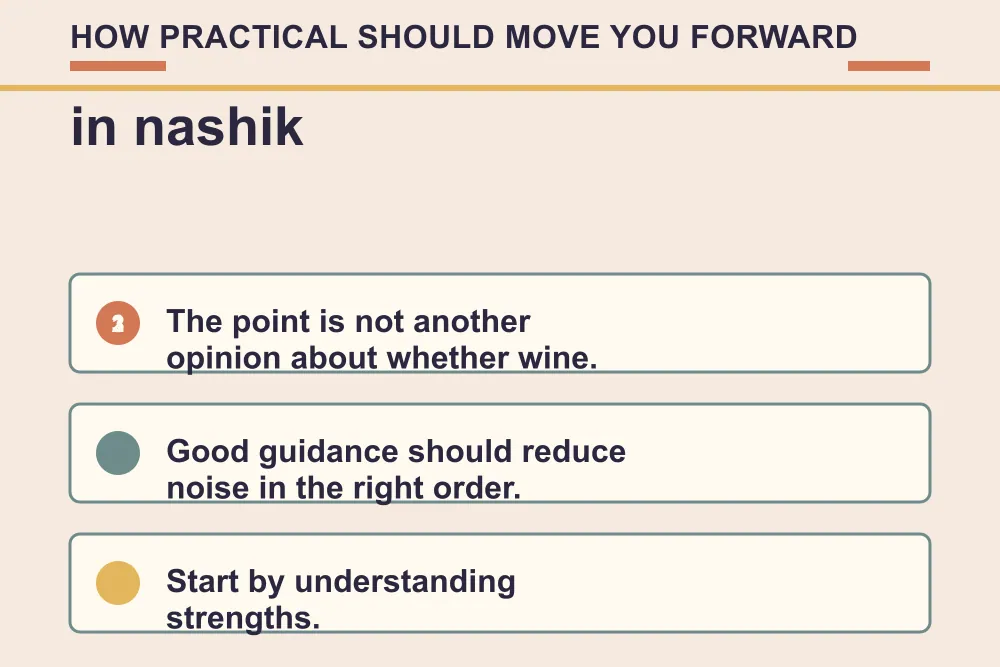 HOW PRACTICAL SHOULD MOVE YOU FORWARD
in nashik
The point is not another
opinion about whether wine.
Good guidance should reduce
noise in the right order.
Start by understanding
strengths.